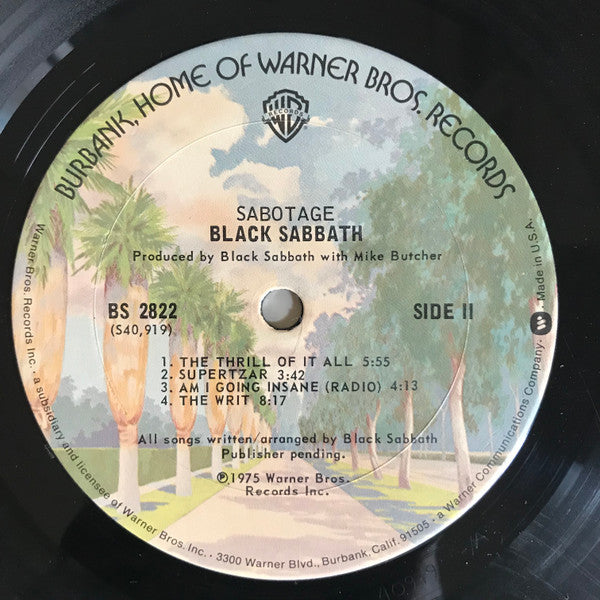 BURBANK, HOME OF WARNER BROS. RECORDS
W
RECORDS
SABOTAGE
BLACK SABBATH
Produced by Black Sabbath with Mike Butcher
BS 2822
(S40,919)
SIDE II
1. THE THRILL OF IT ALL 5:55
2. SUPERTZAR 3:42
3. AM I GOING INSANE (RADIO) 4:13
4. THE WRIT 8:17
All songs written/arranged by Black Sabbath
Publisher pending.
Ⓟ1975 Warner Bros.
Records Inc.
Warner Bros. Records Inc. · a subsidiary and licensee of Warner Bros. Inc. · 3300 Warner Blvd., Burbank, Calif. 91505 · a Warner Communications Company · Made in U.S.A.